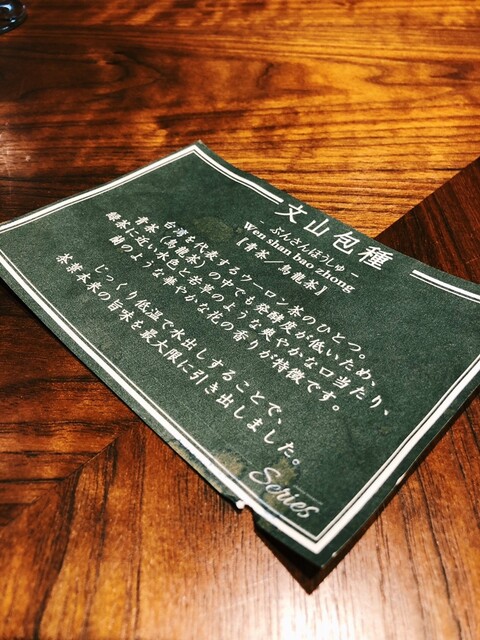 文山包種
- ぶんさんほうしゅ -
Wen shan bao zhong
【青茶／烏龍茶】
台湾を代表するウーロン茶のひとつ。
青茶（烏龍茶）の中でも発酵度が低いため、
緑茶に近い水色と若草のような爽やかな口当たり、
蘭のような華やかな花の香りが特徴です。
じっくり低温で水出しすることで、
茶葉本来の旨味を最大限に引き出しました。
Series